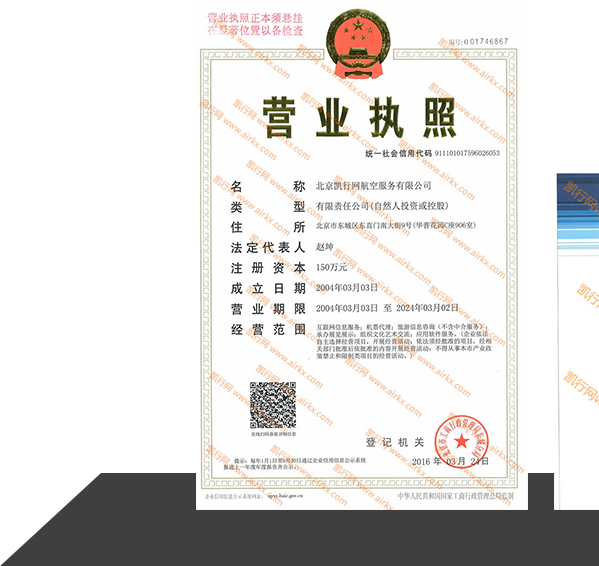 营业执照正本须悬挂
在显著位置以备检查
编号:001746867
营业执照
统一社会信用代码 911101017596026053
名 称 北京凯行网航空服务有限公司
类 型 有限责任公司(自然人投资或控股)
住 所 北京市东城区东直门南大街9号(华普花园C座906室)
法定代表人 赵坤
注册资本 150万元
成立日期 2004年03月03日
营业期限 2004年03月03日 至 2024年03月02日
经营范围 互联网信息服务;机票代理;旅游信息咨询(不含中介服务);
承办展览展示;组织文化艺术交流;应用软件服务。(企业依法
自主选择经营项目,开展经营活动;依法须经批准的项目,经相
关部门批准后依批准的内容开展经营活动;不得从事本市产业政
策禁止和限制类项目的经营活动。)
在线扫码获取详细信息
登记机关
提示:每年1月1日至6月30日通过企业信用信息公示系统
报送上一年度年度报告并公示。
2016年03月24日
企业信用信息公示系统网址: qyxy.baic.gov.cn
中华人民共和国国家工商行政管理总局监制
凯行网 www.airkx.com